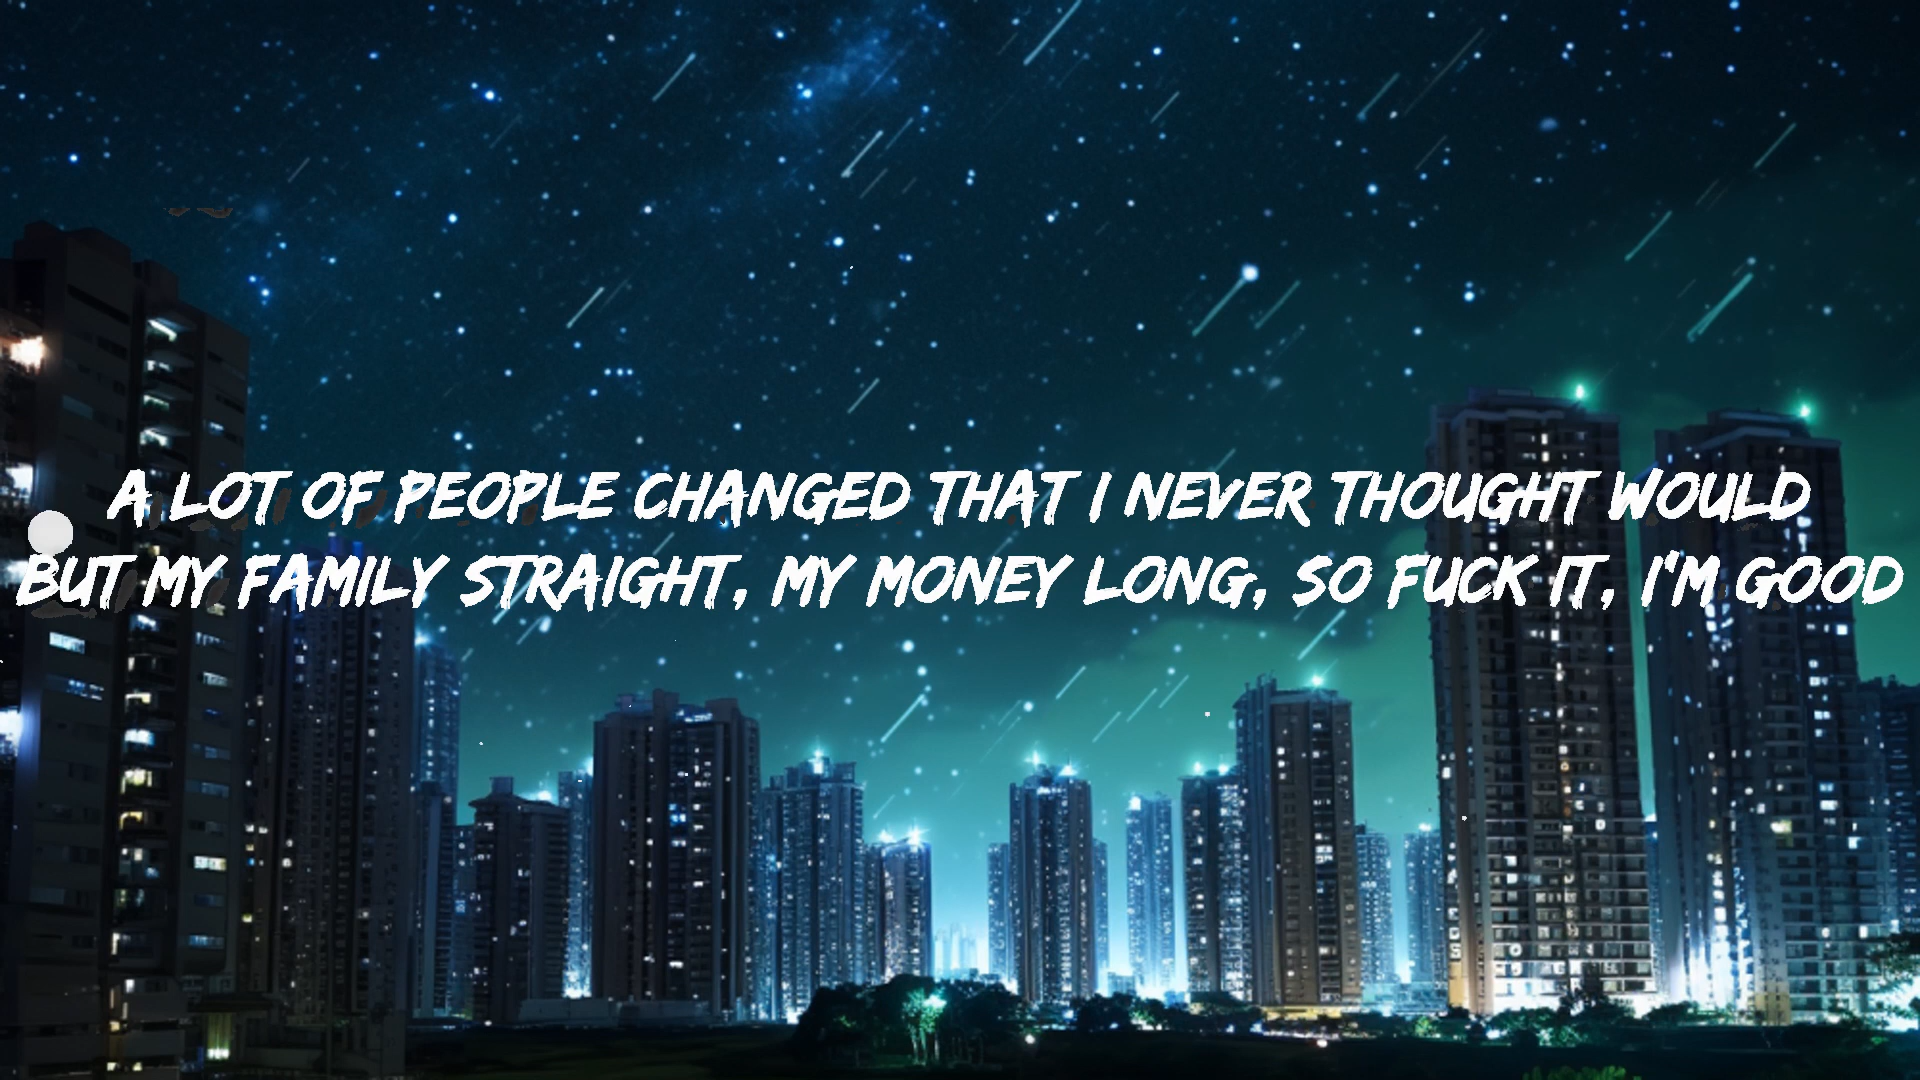 A LOT OF PEOPLE CHANGED THAT I NEVER THOUGHT WOULD
BUT MY FAMILY STRAIGHT, MY MONEY LONG, SO FUCK IT, I'M GOOD